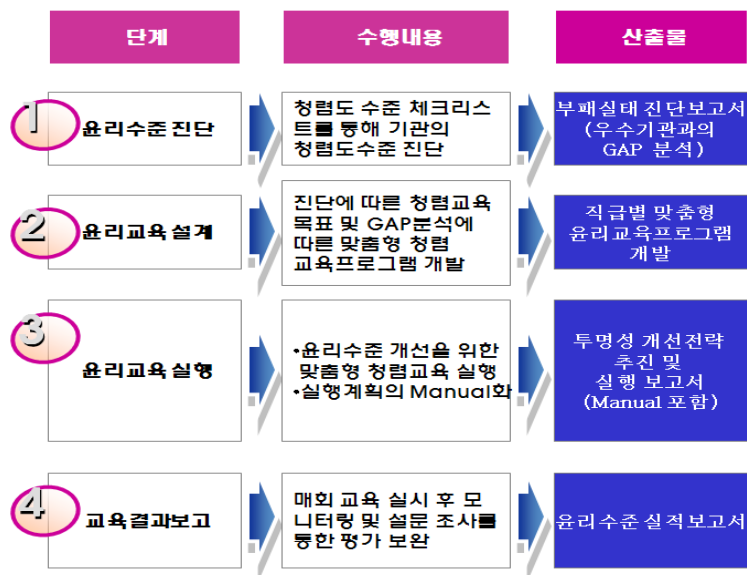 단계
수행내용
산출물
1
윤리수준진단
청렴도 수준 체크리스
트를 통해 기관의
청렴도수준 진단
부패실태 진단보고서
(우수기관과의
GAP 분석)
2
윤리교육설계
진단에 따른 청렴교육
목표 및 GAP분석에
따른 맞춤형 청렴
교육프로그램 개발
직급별 맞춤형
윤리교육프로그램
개발
3
윤리교육실행
•윤리수준 개선을 위한
맞춤형 청렴교육 실행
•실행계획의 Manual화
투명성 개선전략
추진 및
실행 보고서
(Manual 포함)
4
교육결과보고
매회 교육 실시 후 모
니터링 및 설문 조사를
통한 평가 보완
윤리수준실적보고서